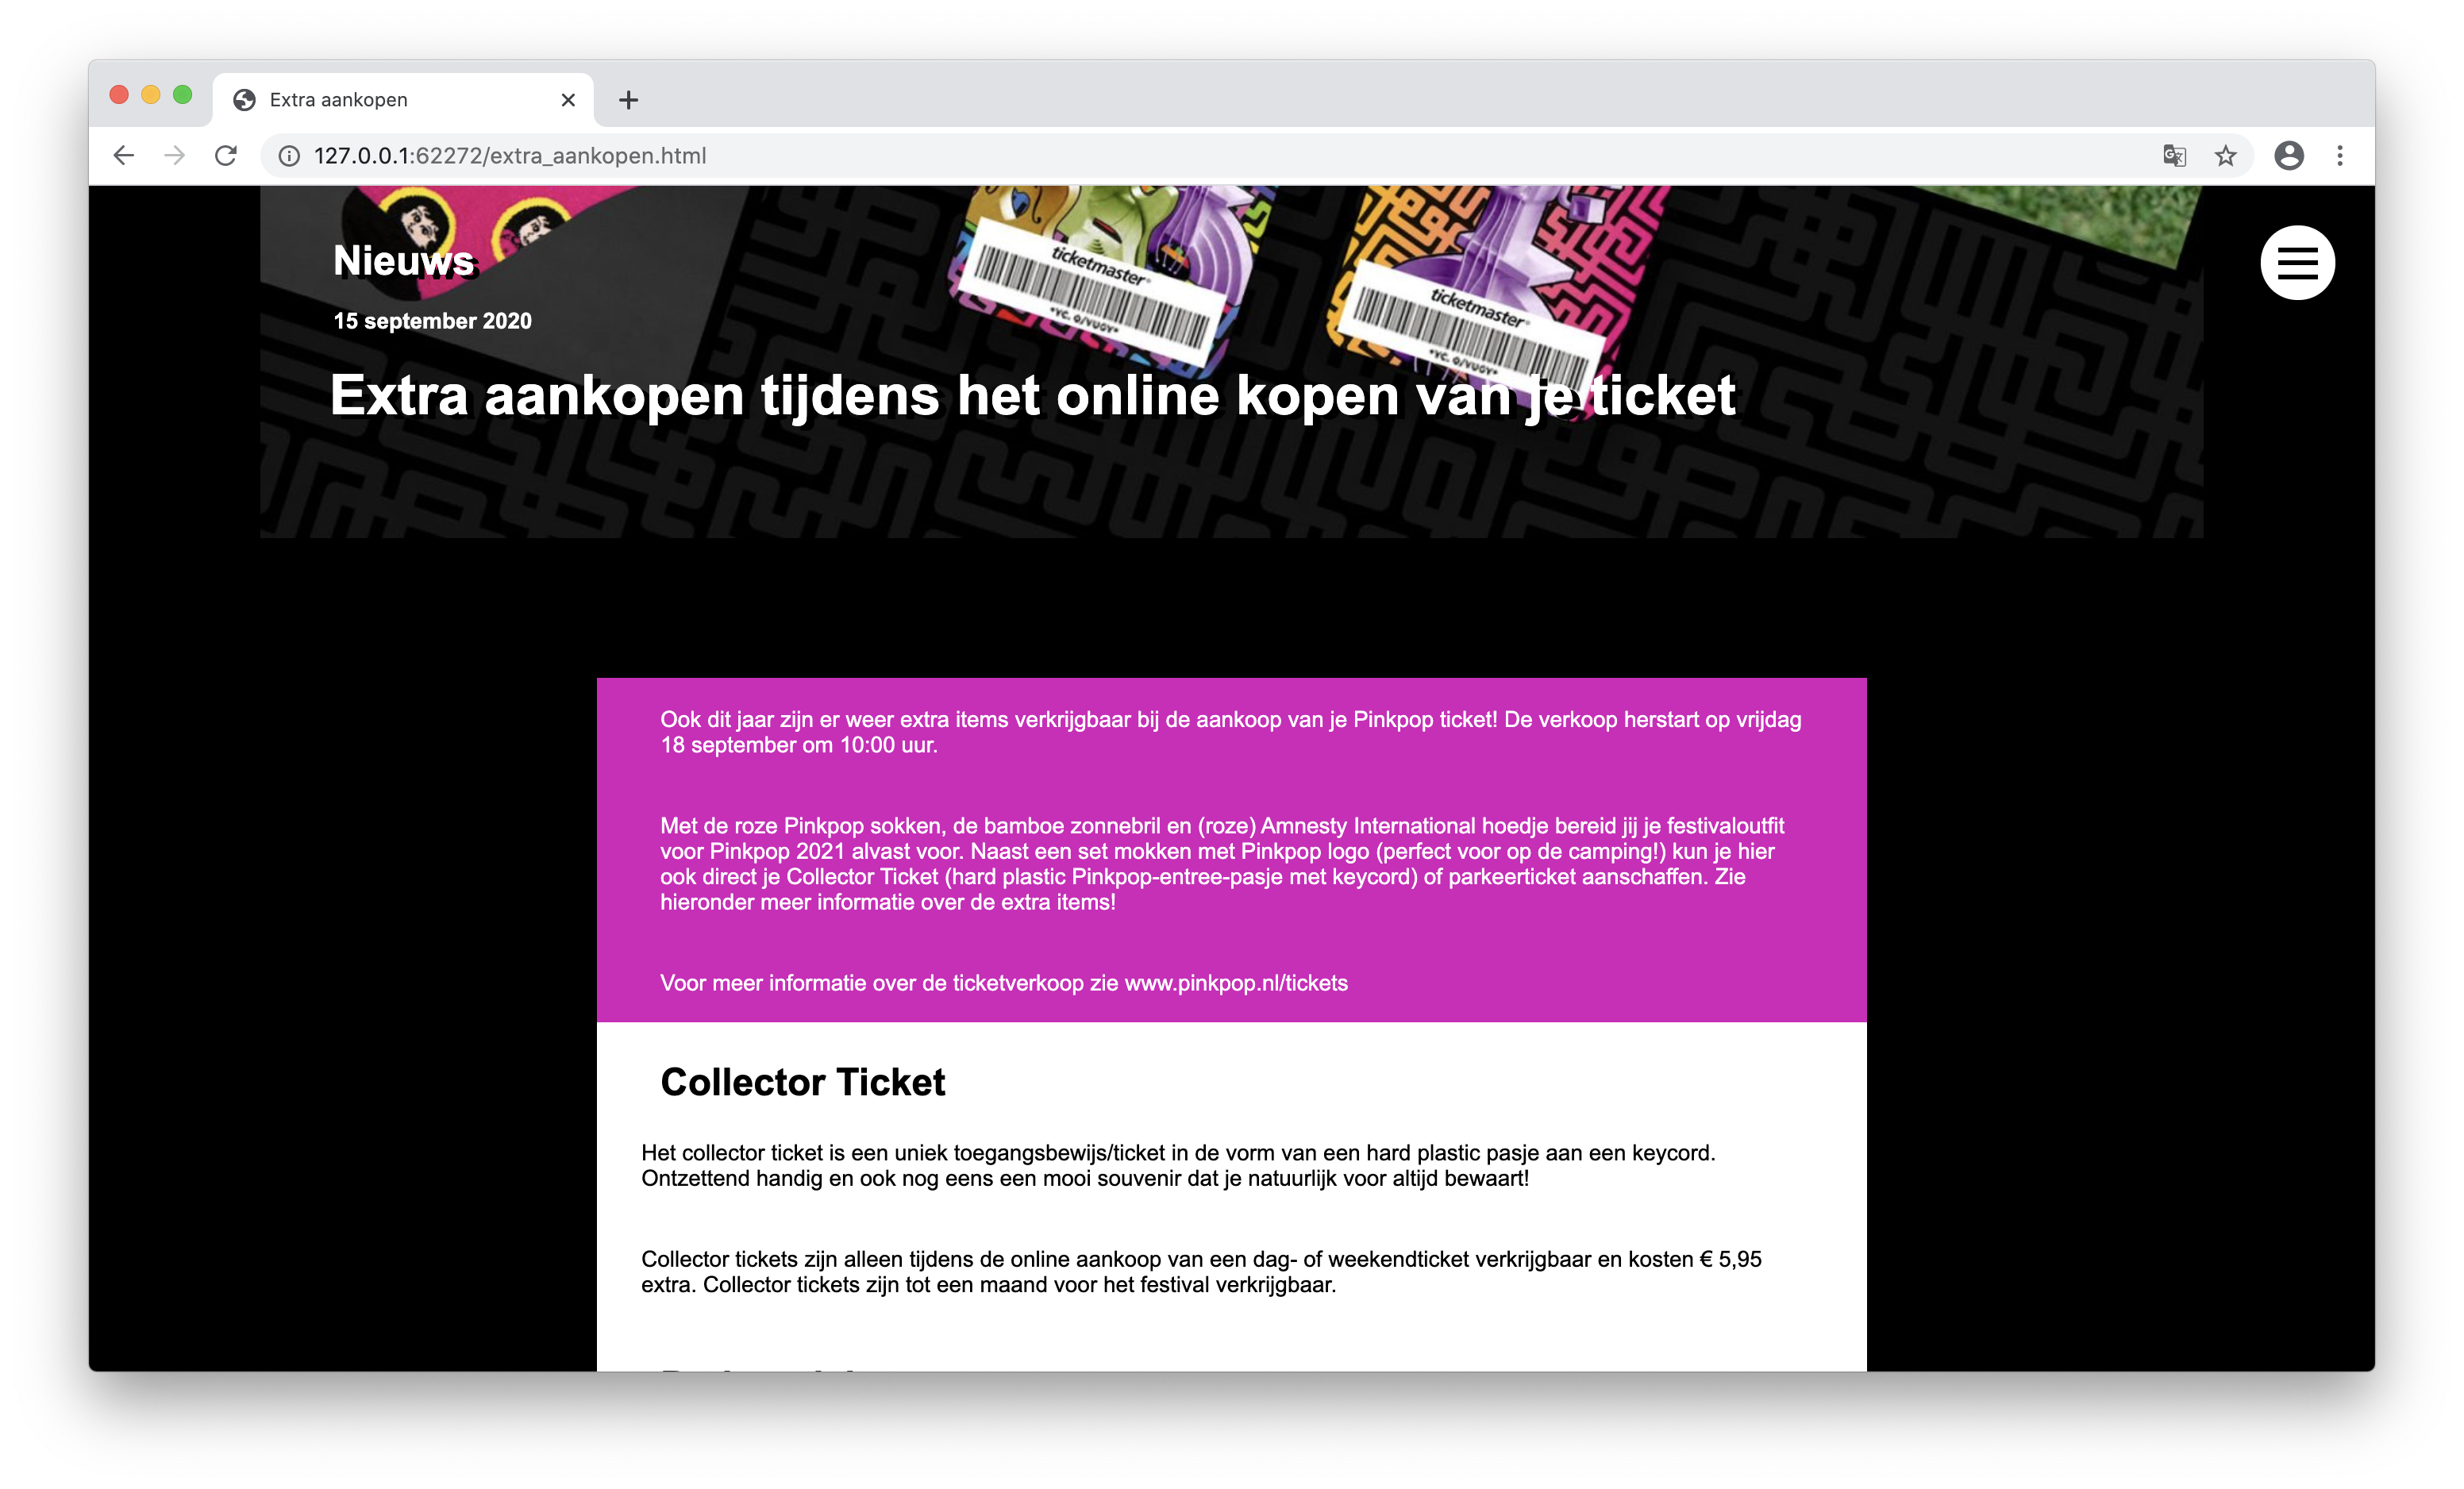 Extra aankopen
127.0.0.1:62272/extra_aankopen.html
ticketmaster
ticketmaster
Nieuws
15 september 2020
Extra aankopen tijdens het online kopen van je ticket
Ook dit jaar zijn er weer extra items verkrijgbaar bij de aankoop van je Pinkpop ticket! De verkoop herstart op vrijdag
18 september om 10:00 uur.
Met de roze Pinkpop sokken, de bamboe zonnebril en (roze) Amnesty International hoedje bereid jij je festivaloutfit
voor Pinkpop 2021 alvast voor. Naast een set mokken met Pinkpop logo (perfect voor op de camping!) kun je hier
ook direct je Collector Ticket (hard plastic Pinkpop-entree-pasje met keycord) of parkeerticket aanschaffen. Zie
hieronder meer informatie over de extra items!
Voor meer informatie over de ticketverkoop zie www.pinkpop.nl/tickets
Collector Ticket
Het collector ticket is een uniek toegangsbewijs/ticket in de vorm van een hard plastic pasje aan een keycord.
Ontzettend handig en ook nog eens een mooi souvenir dat je natuurlijk voor altijd bewaart!
Collector tickets zijn alleen tijdens de online aankoop van een dag- of weekendticket verkrijgbaar en kosten € 5,95
extra. Collector tickets zijn tot een maand voor het festival verkrijgbaar.